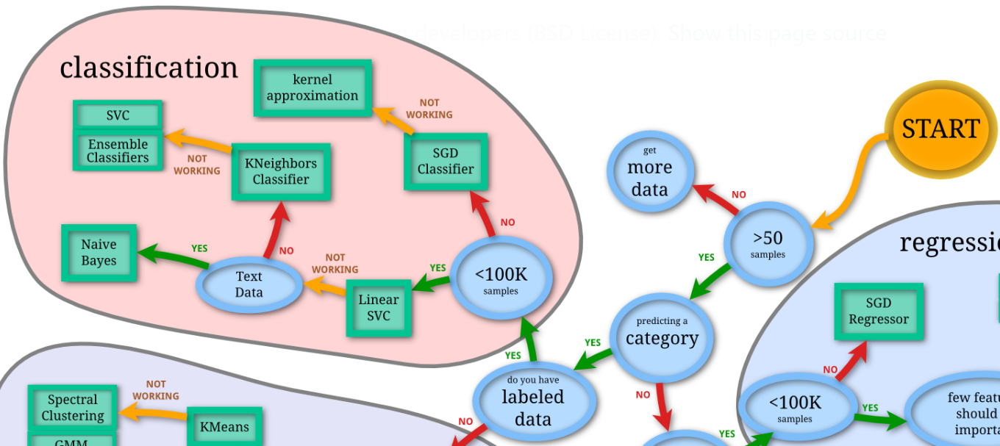 developers (BSD License). Show this page source
classification
kernel
approximation
NOT
WORKING
SVC
Ensemble
Classifiers
NOT
WORKING
KNeighbors
Classifier
SGD
Classifier
START
get
more
data
NO
>50
samples
Naive
Bayes
YES
NO
Text
Data
NOT
WORKING
Linear
SVC
YES
<100K
samples
NO
YES
predicting a
category
regressi
SGD
Regressor
YES
YES
do you have
labeled
data
NO
NO
NO
<100K
samples
YES
few featu
should
importa
YES
Spectral
Clustering
NOT
WORKING
KMeans
GMM